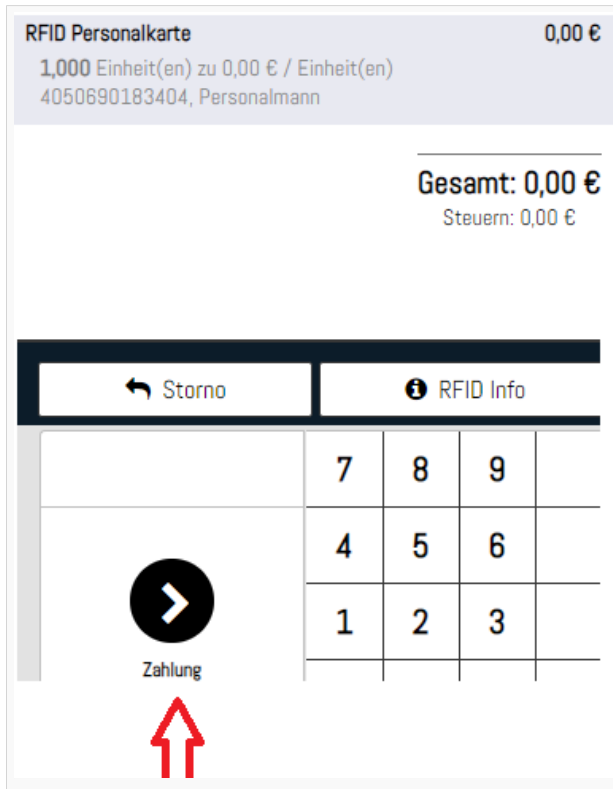 RFID Personalkarte 0,00 €
1,000 Einheit(en) zu 0,00 € / Einheit(en)
4050690183404, Personalmann
Gesamt: 0,00 €
Steuern: 0,00 €
Storno RFID Info
7 8 9
4 5 6
1 2 3
Zahlung